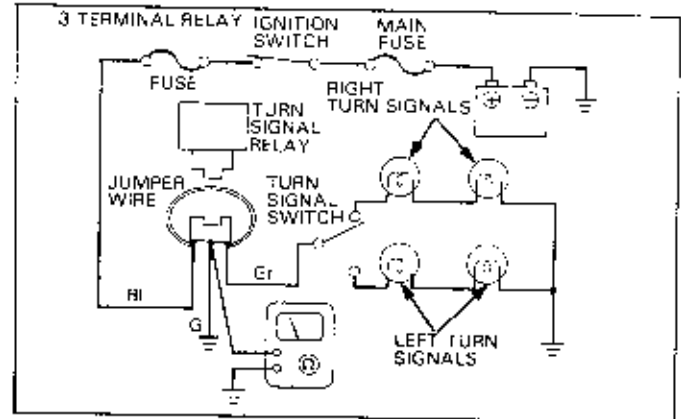 3 TERMINAL RELAY
IGNITION
SWITCH
MAIN
FUSE
FUSE
RIGHT
TURN SIGNALS
TURN
SIGNAL
RELAY
JUMPER
WIRE
TURN
SIGNAL
SWITCH
Gr
Bl
G
Ω
LEFT TURN
SIGNALS